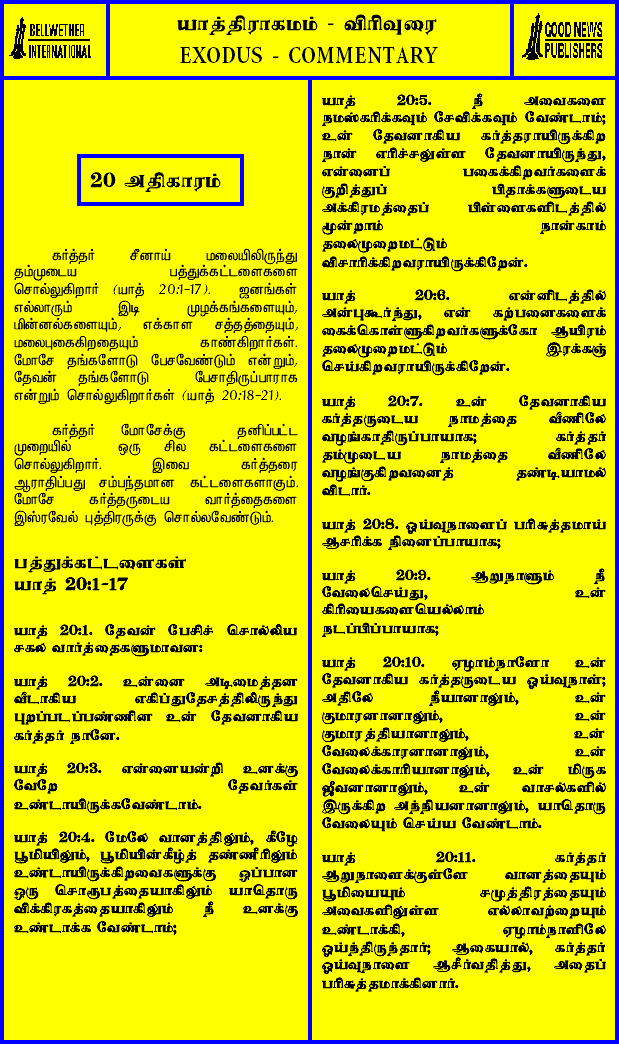 BELLWETHER
INTERNATIONAL
யாத்திராகமம் - விரிவுரை
EXODUS - COMMENTARY
GOOD NEWS
PUBLISHERS
20 அதிகாரம்
கர்த்தர் சீனாய் மலையிலிருந்து
தம்முடைய பத்துக்கட்டளைகளை
சொல்லுகிறார் (யாத் 20:1-17). ஜனங்கள்
எல்லாரும் இடி முழக்கங்களையும்,
மின்னல்களையும், எக்காள சத்தத்தையும்,
மலைபுகைகிறதையும் காண்கிறார்கள்.
மோசே தங்களோடு பேசவேண்டும் என்றும்,
தேவன் தங்களோடு பேசாதிருப்பாராக
என்றும் சொல்லுகிறார்கள் (யாத் 20:18-21).
கர்த்தர் மோசேக்கு தனிப்பட்ட
முறையில் ஒரு சில கட்டளைகளை
சொல்லுகிறார். இவை கர்த்தரை
ஆராதிப்பது சம்பந்தமான கட்டளைகளாகும்.
மோசே கர்த்தருடைய வார்த்தைகளை
இஸ்ரவேல் புத்திரருக்கு சொல்லவேண்டும்.
பத்துக்கட்டளைகள்
யாத் 20:1-17
யாத் 20:1. தேவன் பேசிச் சொல்லிய
சகல வார்த்தைகளுமாவன:
யாத் 20:2. உன்னை அடிமைத்தன
வீடாகிய எகிப்துதேசத்திலிருந்து
புறப்படப்பண்ணின உன் தேவனாகிய
கர்த்தர் நானே.
யாத் 20:3. என்னையன்றி உனக்கு
வேறே தேவர்கள்
உண்டாயிருக்கவேண்டாம்.
யாத் 20:4. மேலே வானத்திலும், கீழே
பூமியிலும், பூமியின்கீழ்த் தண்ணீரிலும்
உண்டாயிருக்கிறவைகளுக்கு ஒப்பான
ஒரு சொரூபத்தையாகிலும் யாதொரு
விக்கிரகத்தையாகிலும் நீ உனக்கு
உண்டாக்க வேண்டாம்;
யாத் 20:5. நீ அவைகளை
நமஸ்கரிக்கவும் சேவிக்கவும் வேண்டாம்;
உன் தேவனாகிய கர்த்தராயிருக்கிற
நான் எரிச்சலுள்ள தேவனாயிருந்து,
என்னைப் பகைக்கிறவர்களைக்
குறித்துப் பிதாக்களுடைய
அக்கிரமத்தைப் பிள்ளைகளிடத்தில்
மூன்றாம் நான்காம்
தலைமுறைமட்டும்
விசாரிக்கிறவராயிருக்கிறேன்.
யாத் 20:6. என்னிடத்தில்
அன்புகூர்ந்து, என் கற்பனைகளைக்
கைக்கொள்ளுகிறவர்களுக்கோ ஆயிரம்
தலைமுறைமட்டும் இரக்கஞ்
செய்கிறவராயிருக்கிறேன்.
யாத் 20:7. உன் தேவனாகிய
கர்த்தருடைய நாமத்தை வீணிலே
வழங்காதிருப்பாயாக; கர்த்தர்
தம்முடைய நாமத்தை வீணிலே
வழங்குகிறவனைத் தண்டியாமல்
விடார்.
யாத் 20:8. ஓய்வுநாளைப் பரிசுத்தமாய்
ஆசரிக்க நினைப்பாயாக;
யாத் 20:9. ஆறுநாளும் நீ
வேலைசெய்து, உன்
கிரியைகளையெல்லாம்
நடப்பிப்பாயாக;
யாத் 20:10. ஏழாம்நாளோ உன்
தேவனாகிய கர்த்தருடைய ஓய்வுநாள்;
அதிலே நீயானாலும், உன்
குமாரனானாலும், உன்
குமாரத்தியானாலும், உன்
வேலைக்காரனானாலும், உன்
வேலைக்காரியானாலும், உன் மிருக
ஜீவனானாலும், உன் வாசல்களில்
இருக்கிற அந்நியனானாலும், யாதொரு
வேலையும் செய்ய வேண்டாம்.
யாத் 20:11. கர்த்தர்
ஆறுநாளைக்குள்ளே வானத்தையும்
பூமியையும் சமுத்திரத்தையும்
அவைகளிலுள்ள எல்லாவற்றையும்
உண்டாக்கி, ஏழாம்நாளிலே
ஓய்ந்திருந்தார்; ஆகையால், கர்த்தர்
ஓய்வுநாளை ஆசீர்வதித்து, அதைப்
பரிசுத்தமாக்கினார்.